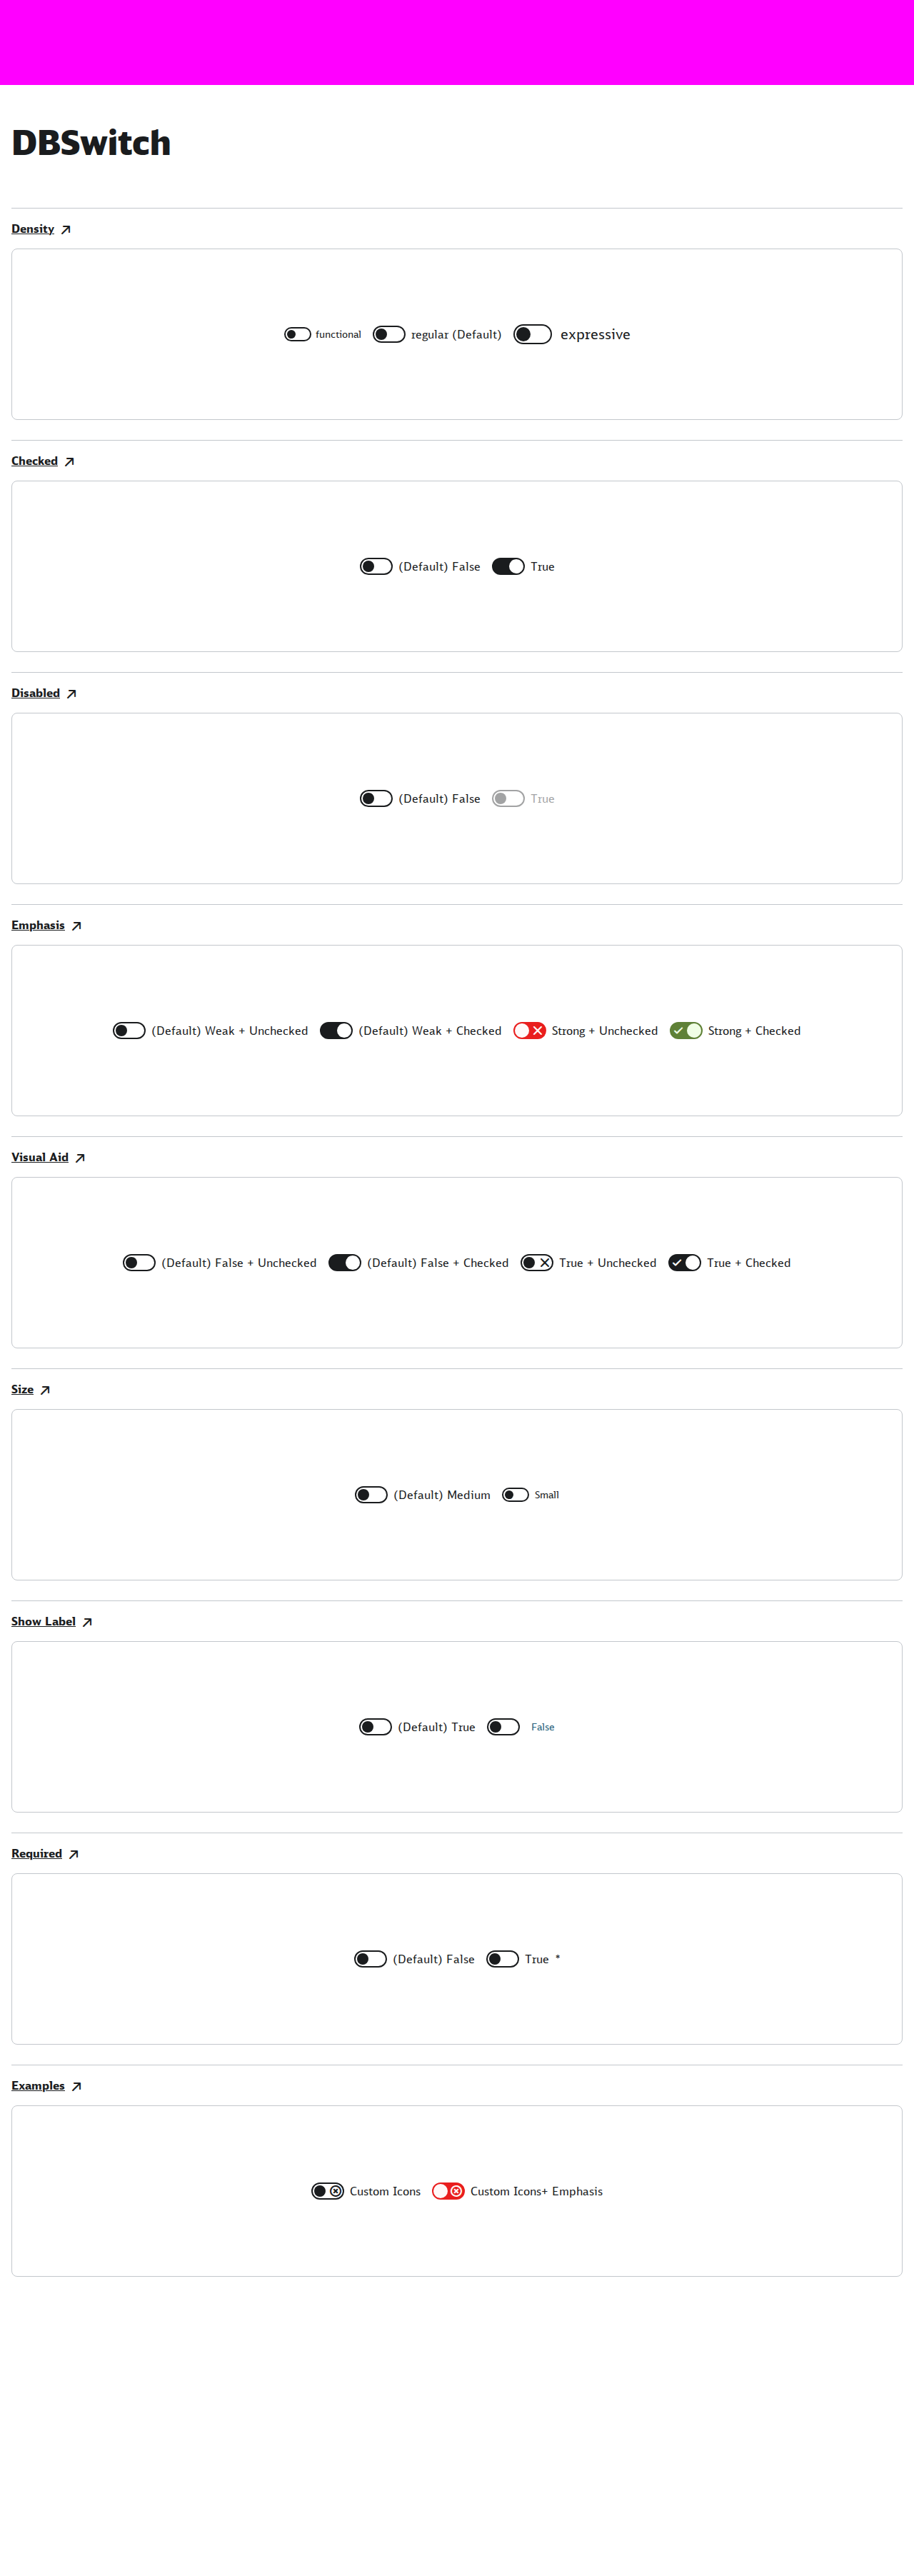 DBSwitch
Density
functional regular (Default) expressive
Checked
(Default) False True
Disabled
(Default) False True
Emphasis
(Default) Weak + Unchecked (Default) Weak + Checked Strong + Unchecked Strong + Checked
Visual Aid
(Default) False + Unchecked (Default) False + Checked True + Unchecked True + Checked
Size
(Default) Medium Small
Show Label
(Default) True False
Required
(Default) False True *
Examples
Custom Icons Custom Icons+ Emphasis